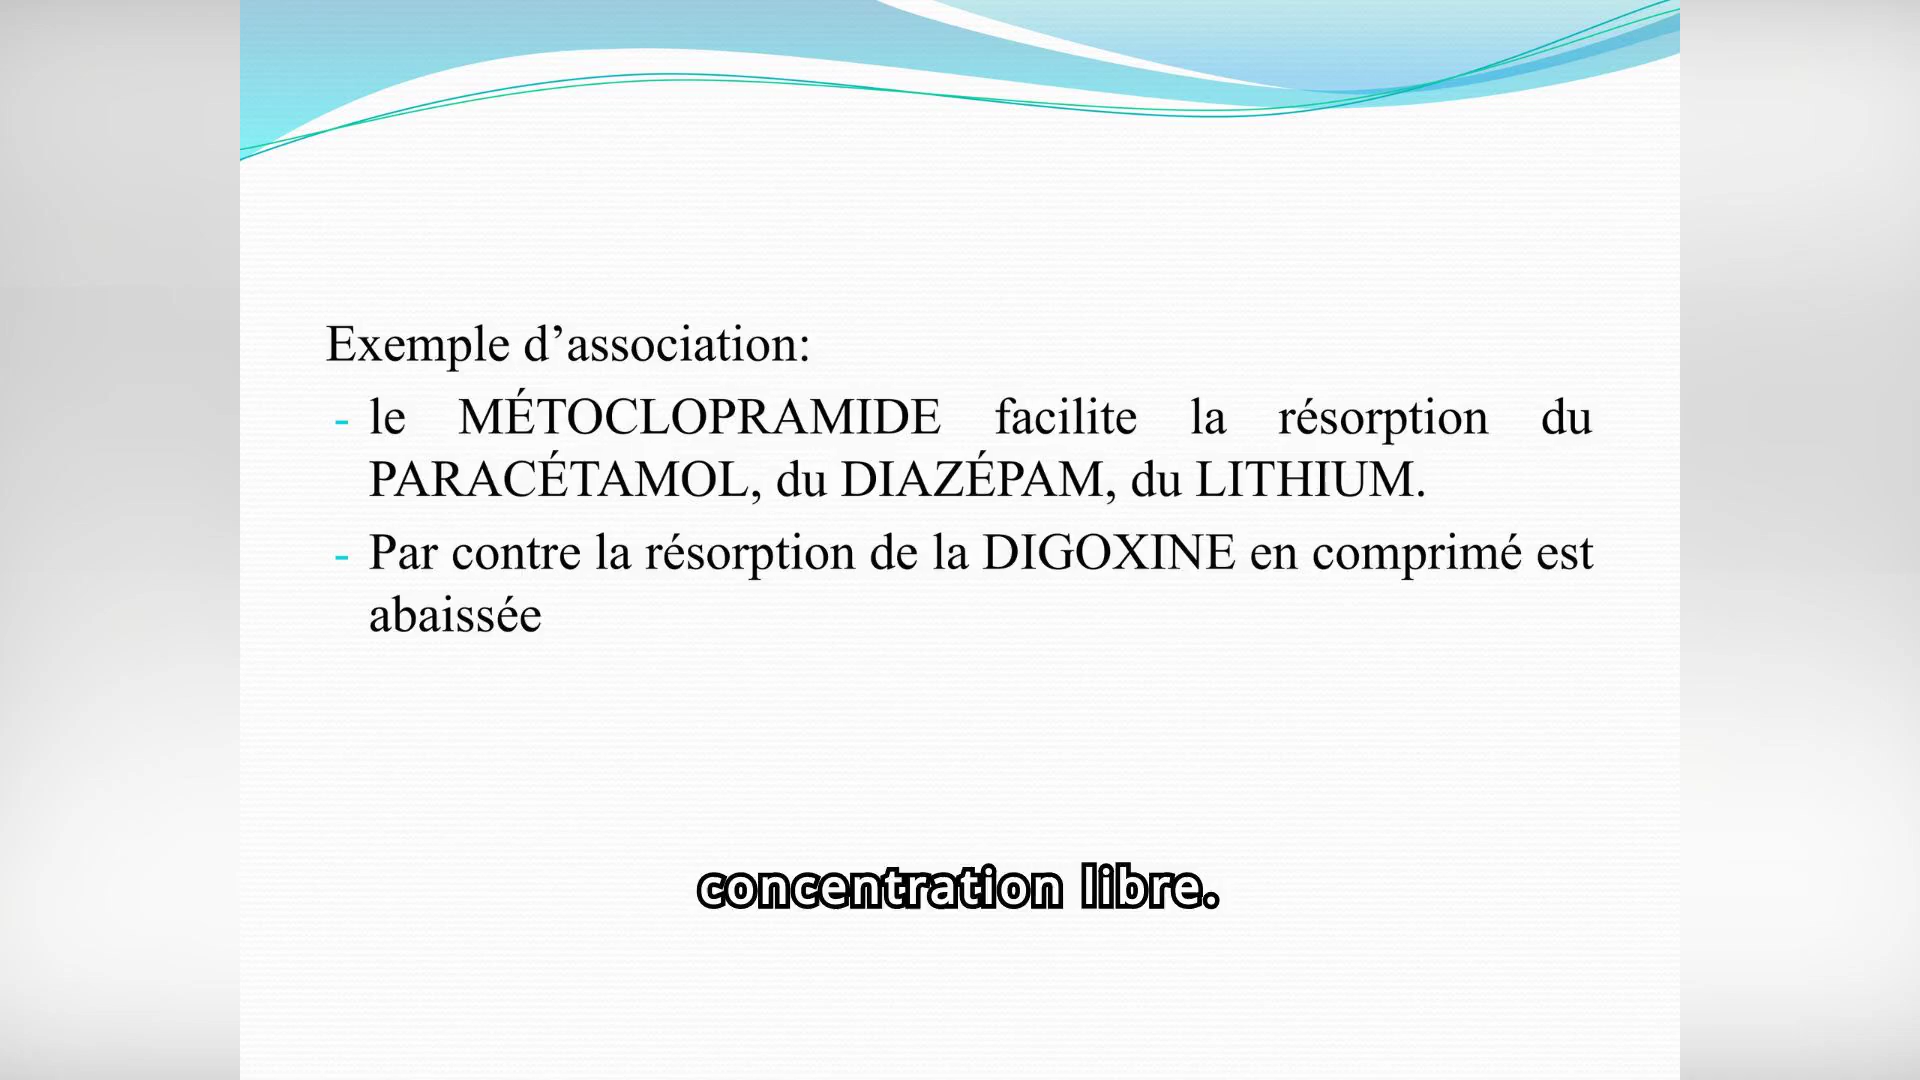 Exemple d’association:
- le MÉTOCLOPRAMIDE facilite la résorption du
PARACÉTAMOL, du DIAZÉPAM, du LITHIUM.
- Par contre la résorption de la DIGOXINE en comprimé est
abaissée
concentration libre.